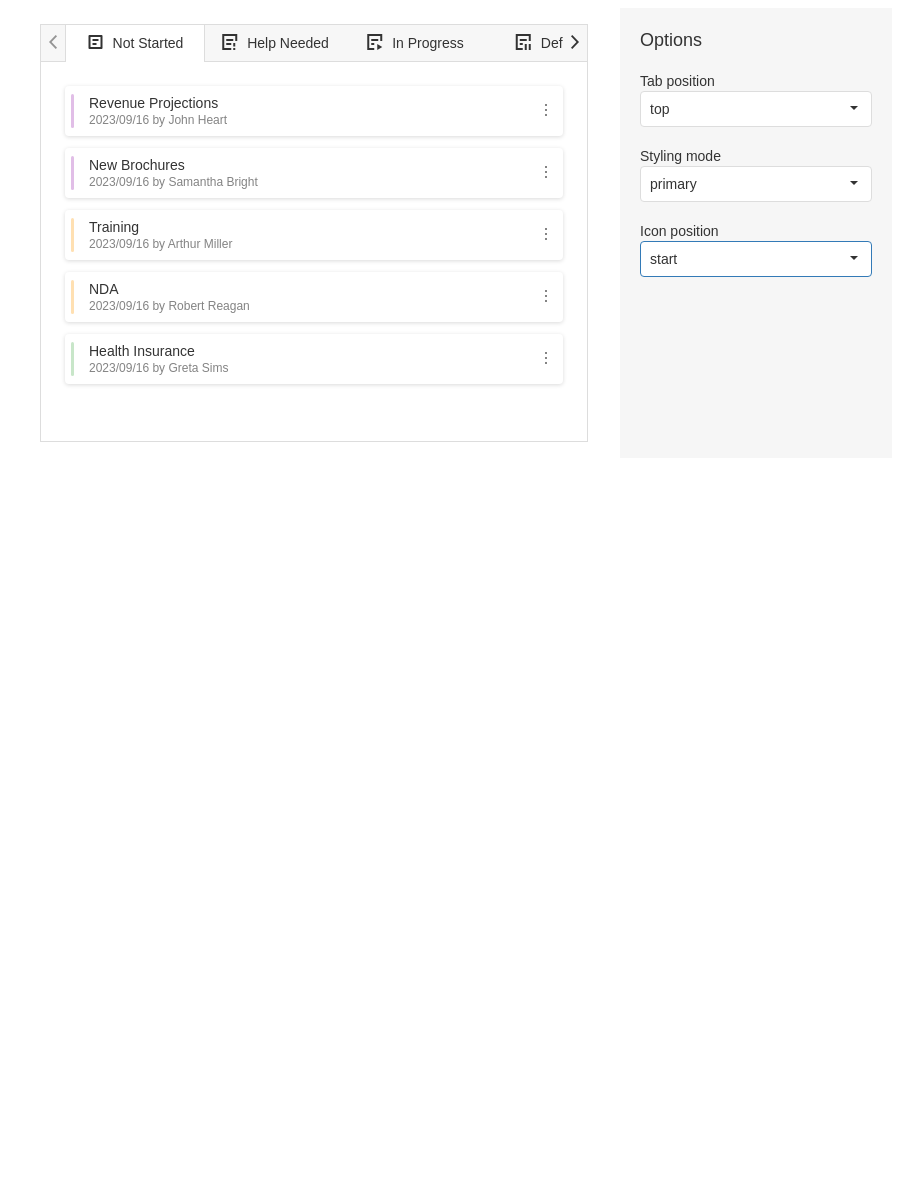 Not Started
Help Needed
In Progress
Def
Revenue Projections
2023/09/16 by John Heart
New Brochures
2023/09/16 by Samantha Bright
Training
2023/09/16 by Arthur Miller
NDA
2023/09/16 by Robert Reagan
Health Insurance
2023/09/16 by Greta Sims
Options
Tab position
top
Styling mode
primary
Icon position
start